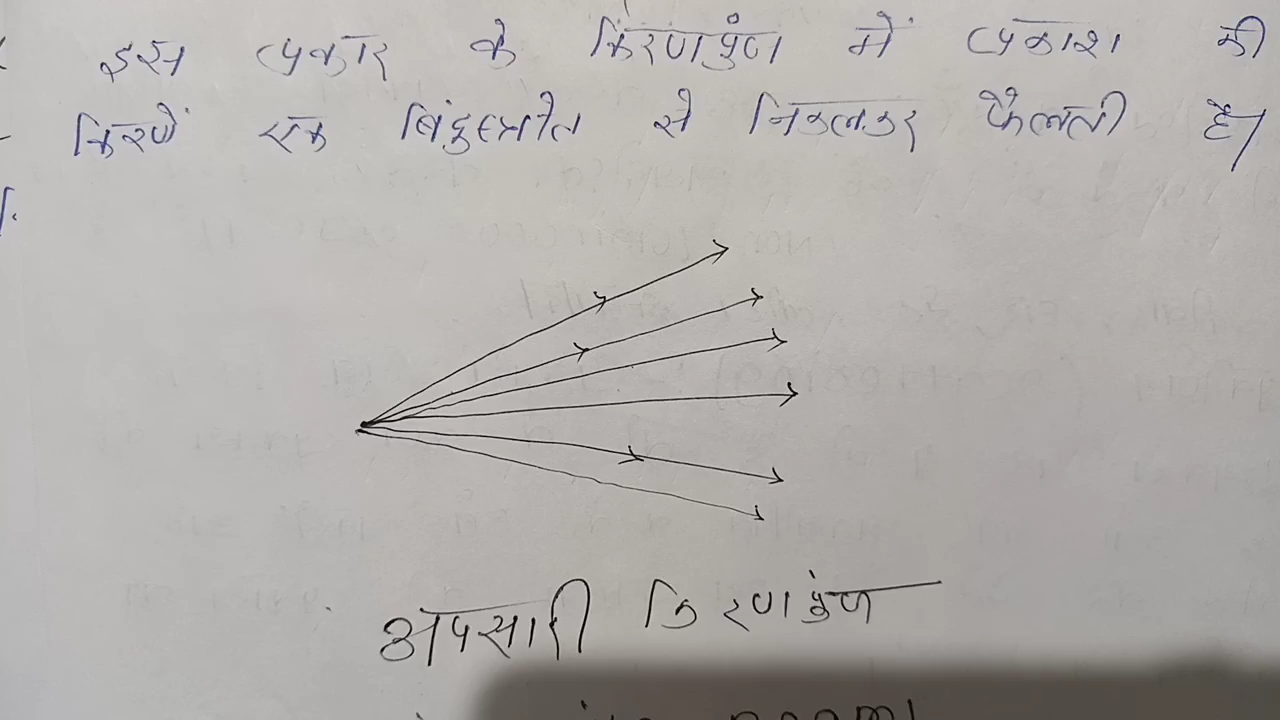 इस प्रकार के किरणपुंज में प्रकाश की
किरणें एक बिंदुस्त्रोत से निकलकर फैलती है।
अपसारी किरणपुंज